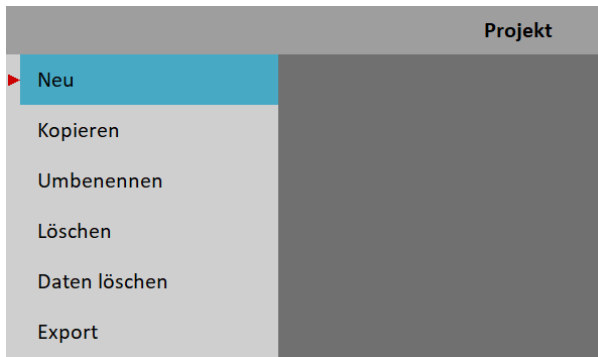 Projekt
Neu
Kopieren
Umbenennen
Löschen
Daten löschen
Export